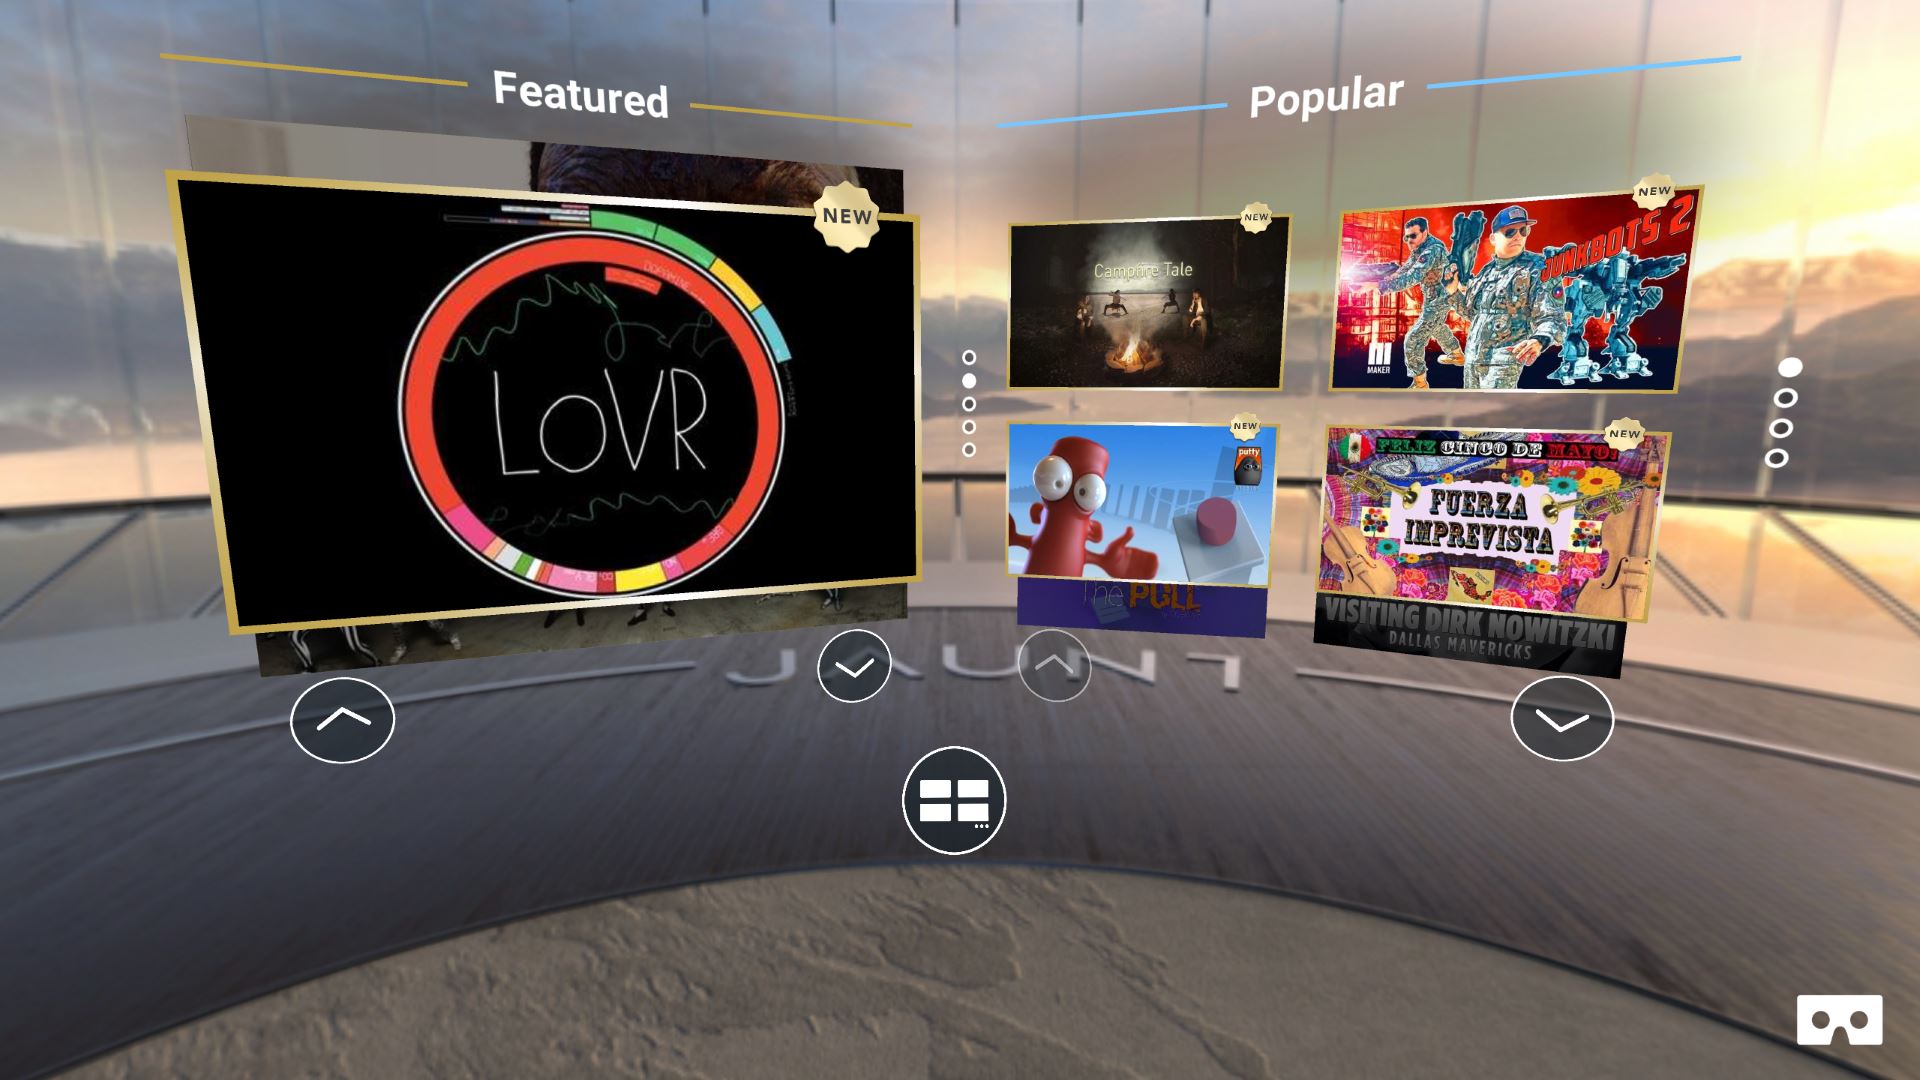 Featured
Popular
NEW
DOPAMINE
LOVR
NEW
Campfire Tale
NEW
JUNKBOTS 2
MAKER
NEW
putty
NEW
FELIZ CINCO DE MAYO!
FUERZA
IMPREVISTA
The PULL
VISITING DIRK NOWITZKI
DALLAS MAVERICKS
JAUNT